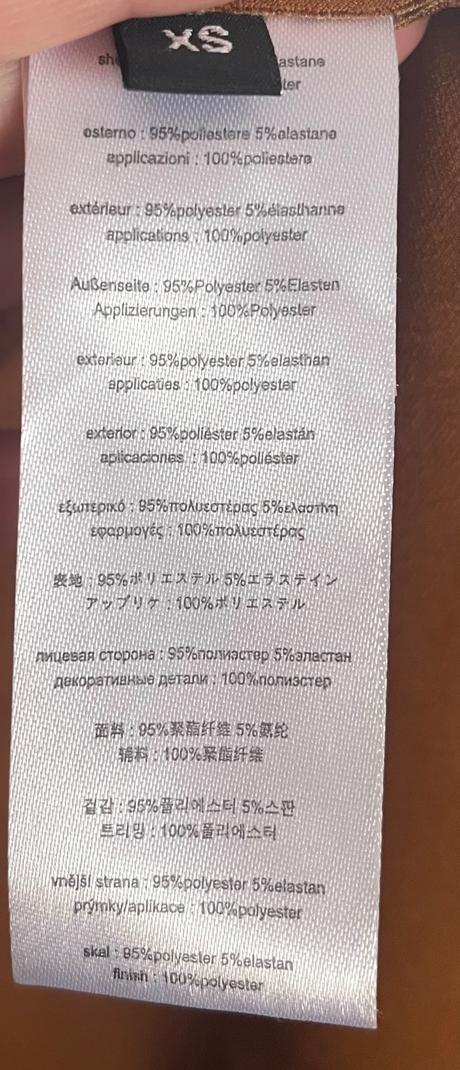 XS
sh
astane
ter
esterno : 95%poliestere 5%elastane
applicazioni : 100%poliestere
extérieur : 95%polyester 5%élasthanne
applications : 100%polyester
Außenseite : 95%Polyester 5%Elasten
Applizierungen : 100%Polyester
exterieur : 95%polyester 5%elasthan
applicaties : 100%polyester
exterior : 95%poliéster 5%elastán
aplicaciones : 100%poliéster
εξωτερικό : 95%πολυεστέρας 5%ελαστίνη
εφαρμογές : 100%πολυεστέρας
表地 : 95%ポリエステル 5%エラステイン
アップリケ : 100%ポリエステル
лицевая сторона : 95%полиэстер 5%эластан
декоративные детали : 100%полиэстер
面料 : 95%聚酯纤维 5%氨纶
辅料 : 100%聚酯纤维
겉감 : 95%폴리에스터 5%스판
트리밍 : 100%폴리에스터
vnější strana : 95%polyester 5%elastan
prýmky/aplikace : 100%polyester
skal : 95%polyester 5%elastan
finish : 100%polyester